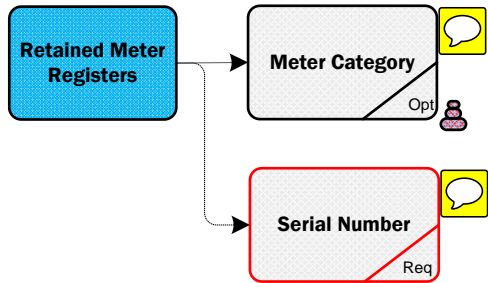 Retained Meter
Registers
Meter Category
Opt
Serial Number
Req